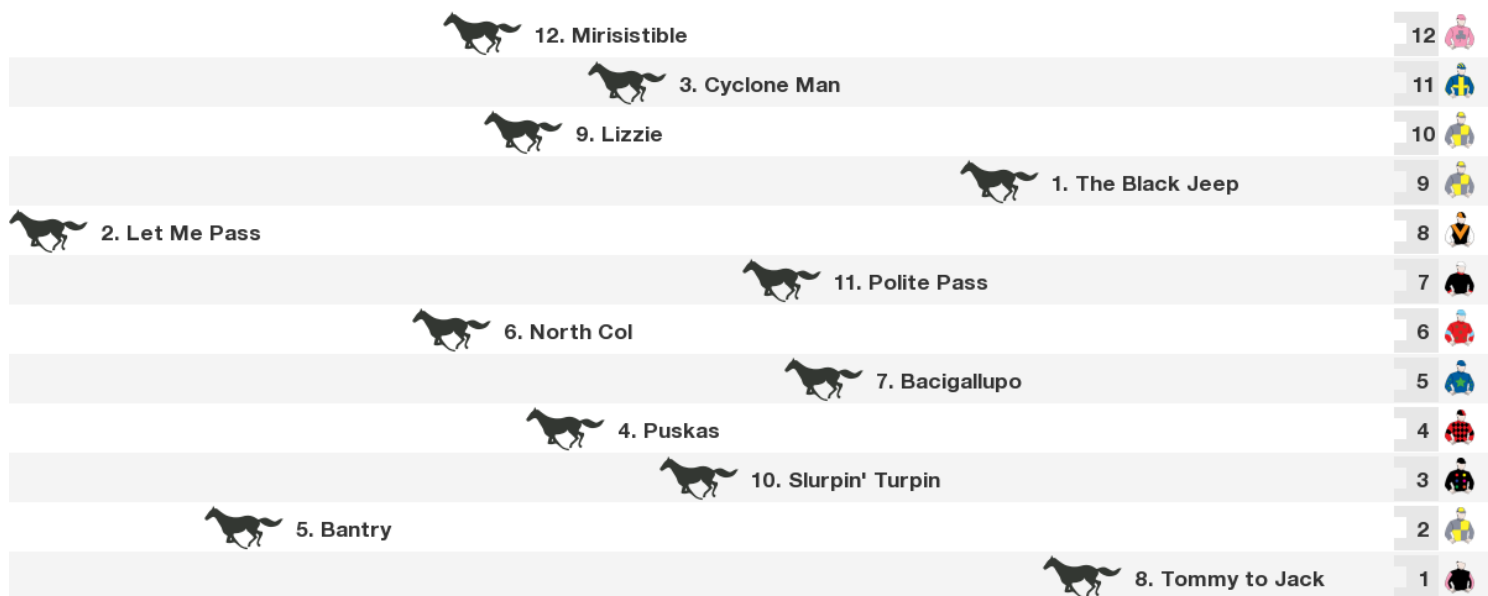 12. Mirisistible 12
3. Cyclone Man 11
9. Lizzie 10
1. The Black Jeep 9
2. Let Me Pass 8
11. Polite Pass 7
6. North Col 6
7. Bacigallupo 5
4. Puskas 4
10. Slurpin' Turpin 3
5. Bantry 2
8. Tommy to Jack 1